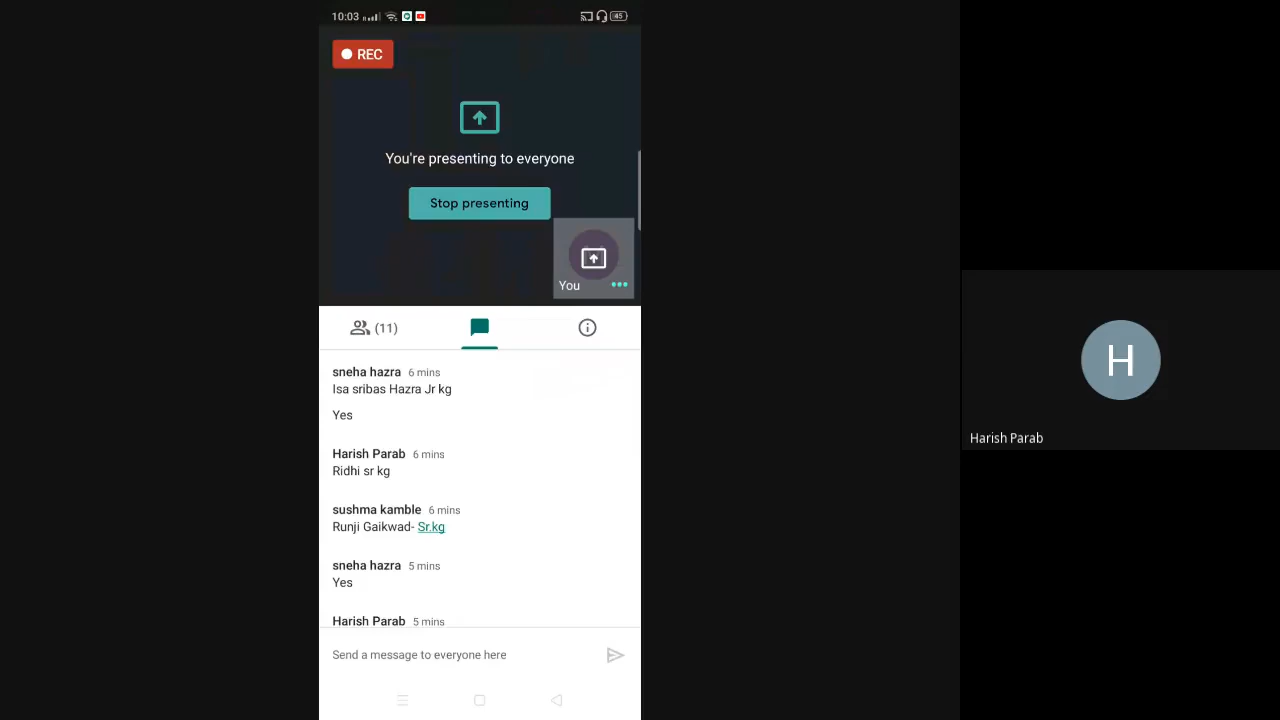 10:03
45
REC
You're presenting to everyone
Stop presenting
You
(11)
sneha hazra 6 mins
Isa sribas Hazra Jr kg
Yes
Harish Parab 6 mins
Ridhi sr kg
sushma kamble 6 mins
Runji Gaikwad- Sr.kg
sneha hazra 5 mins
Yes
Harish Parab 5 mins
Send a message to everyone here
H
Harish Parab